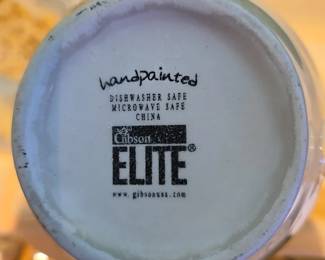 handpainted
DISHWASHER SAFE
MICROWAVE SAFE
CHINA
Gibson
ELITE®
www.gibsonusa.com